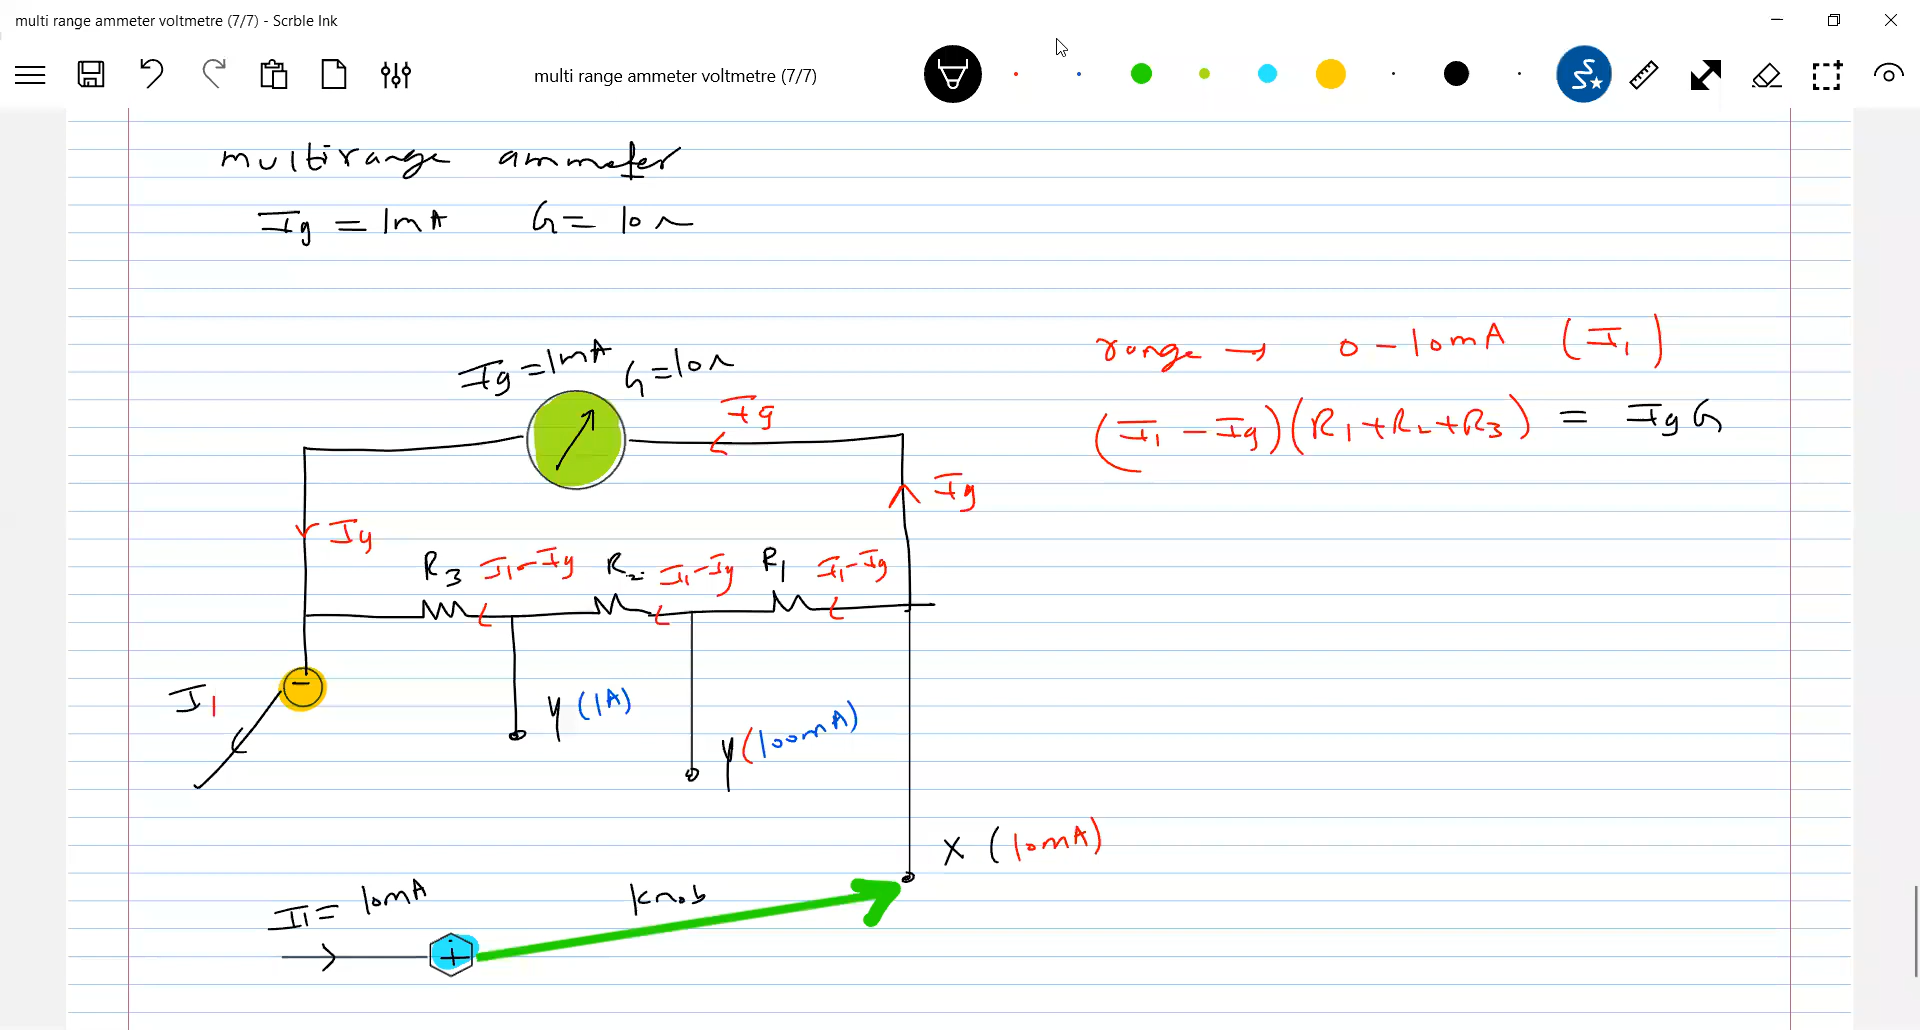 multi range ammeter voltmetre (7/7) - Scrble Ink
multi range ammeter voltmetre (7/7)
multirange ammeter
Ig = 1mA G = 10Ω
Ig = 1mA G = 10Ω
Ig
range → 0 - 10mA (I1)
(I1 - Ig)(R1+R2+R3) = Ig G
Ig
Ig
R3 I1-Ig R2 I1-Ig R1 I1-Ig
-
I1
Y (1A)
Y (100mA)
X (10mA)
I1 = 10mA
knob
+